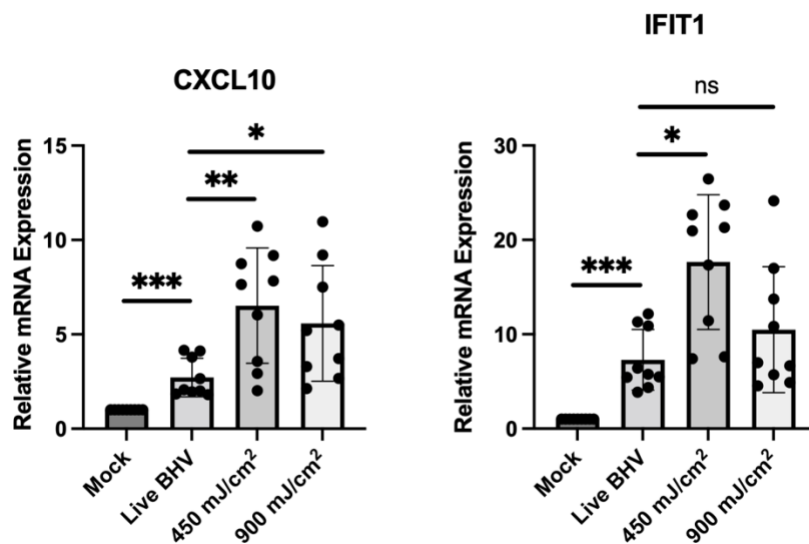 CXCL10
Relative mRNA Expression
15
10
5
0
***
**
*
Mock
Live BHV
450 mJ/cm²
900 mJ/cm²
IFIT1
Relative mRNA Expression
30
20
10
0
***
*
ns
Mock
Live BHV
450 mJ/cm²
900 mJ/cm²